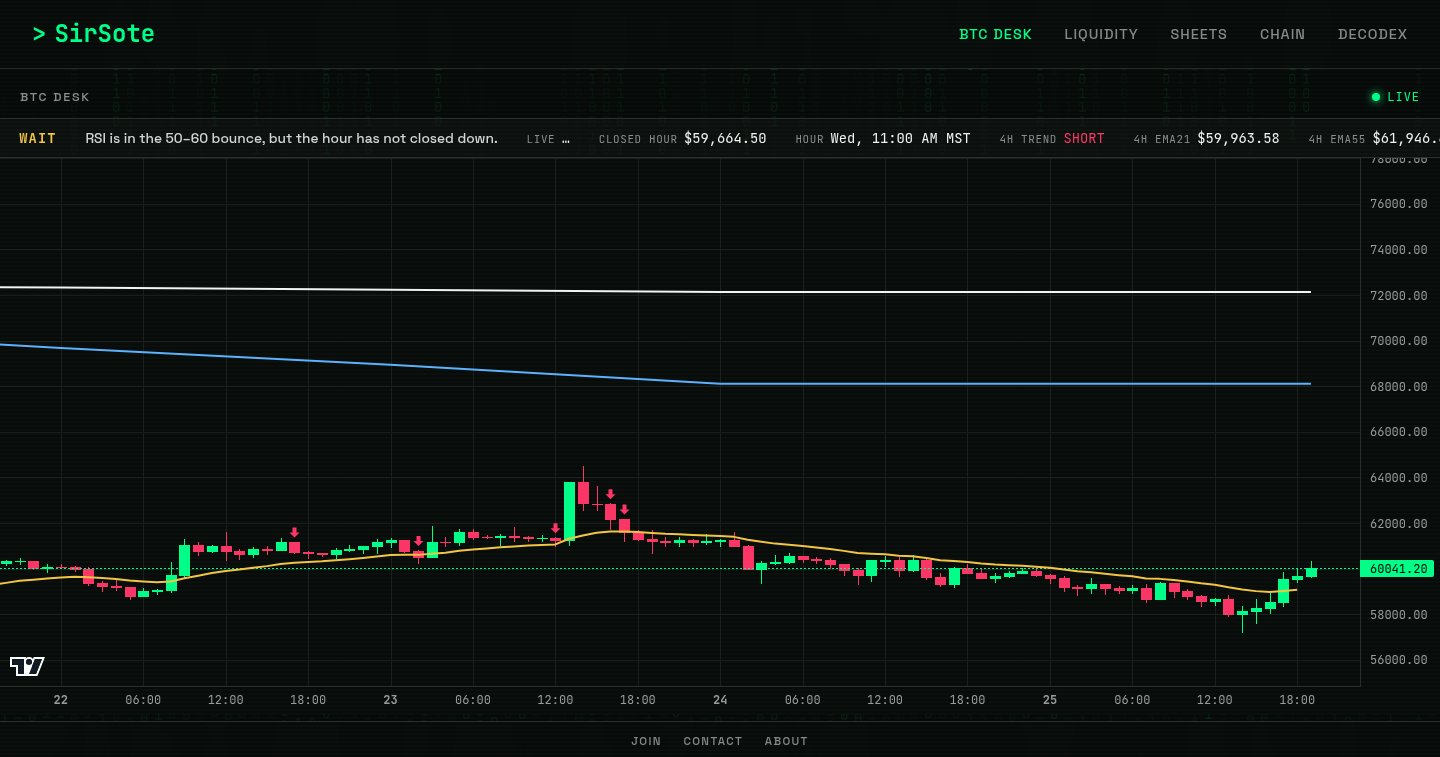 > SirSote
BTC DESK LIQUIDITY SHEETS CHAIN DECODEX
BTC DESK
LIVE
WAIT RSI is in the 50–60 bounce, but the hour has not closed down. LIVE … CLOSED HOUR $59,664.50 HOUR Wed, 11:00 AM MST 4H TREND SHORT 4H EMA21 $59,963.58 4H EMA55 $61,946.
78000.00
76000.00
74000.00
72000.00
70000.00
68000.00
66000.00
64000.00
62000.00
60041.20
58000.00
56000.00
22 06:00 12:00 18:00 23 06:00 12:00 18:00 24 06:00 12:00 18:00 25 06:00 12:00 18:00
JOIN CONTACT ABOUT